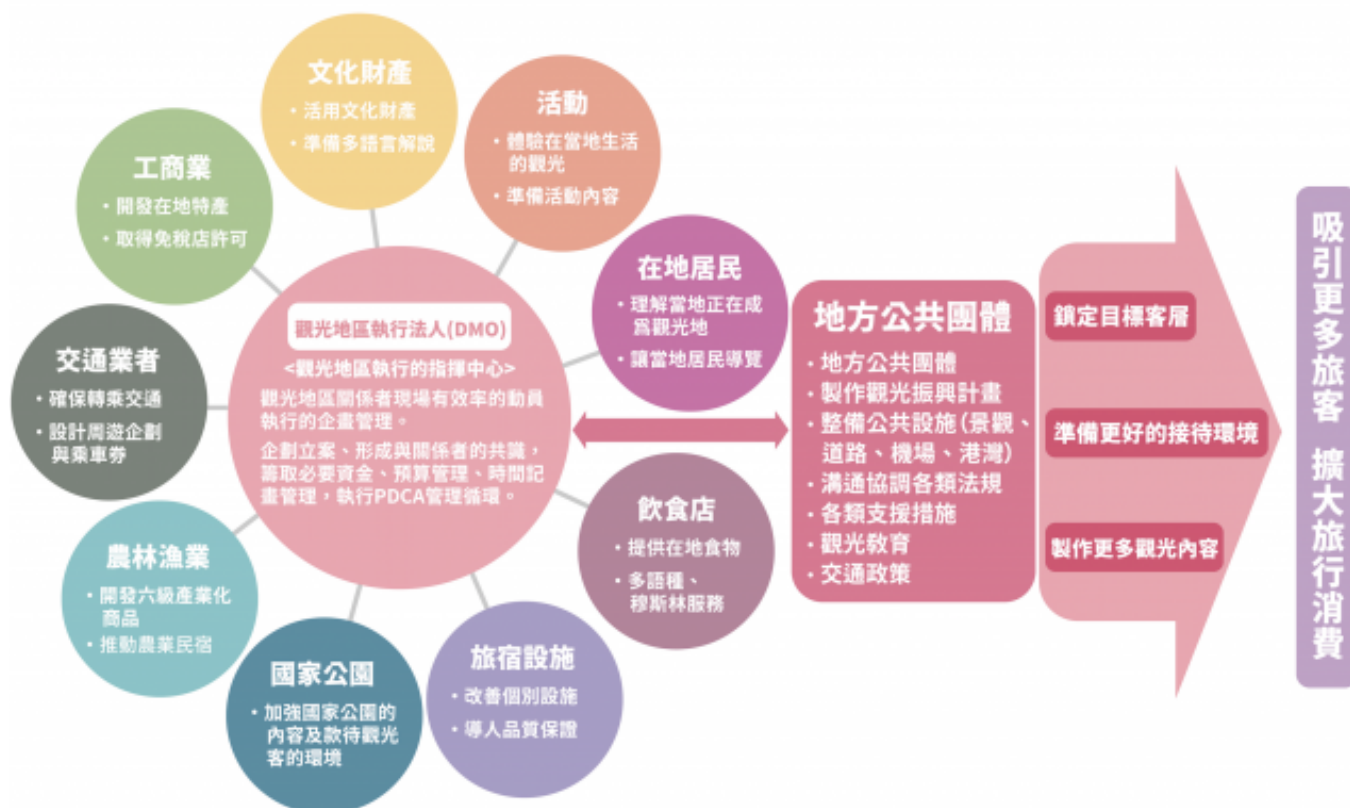 文化財產
・活用文化財產
・準備多語言解說
活動
・體驗在當地生活
的觀光
・準備活動內容
工商業
・開發在地特產
・取得免稅店許可
在地居民
・理解當地正在成
為觀光地
・讓當地居民導覽
交通業者
・確保轉乘交通
・設計周遊企劃
與乘車券
觀光地區執行法人(DMO)
<觀光地區執行的指揮中心>
觀光地區關係者現場有效率的動員
執行的企畫管理。
企劃立案、形成與關係者的共識，
籌取必要資金、預算管理、時間記
畫管理，執行PDCA管理循環。
農林漁業
・開發六級產業化
商品
・推動農業民宿
國家公園
・加強國家公園的
內容及款待觀光
客的環境
旅宿設施
・改善個別設施
・導人品質保證
飲食店
・提供在地食物
・多語種、
穆斯林服務
地方公共團體
・地方公共團體
・製作觀光振興計畫
・整備公共設施(景觀、
道路、機場、港灣)
・溝通協調各類法規
・各類支援措施
・觀光教育
・交通政策
鎖定目標客層
準備更好的接待環境
製作更多觀光內容
吸引更多旅客 擴大旅行消費